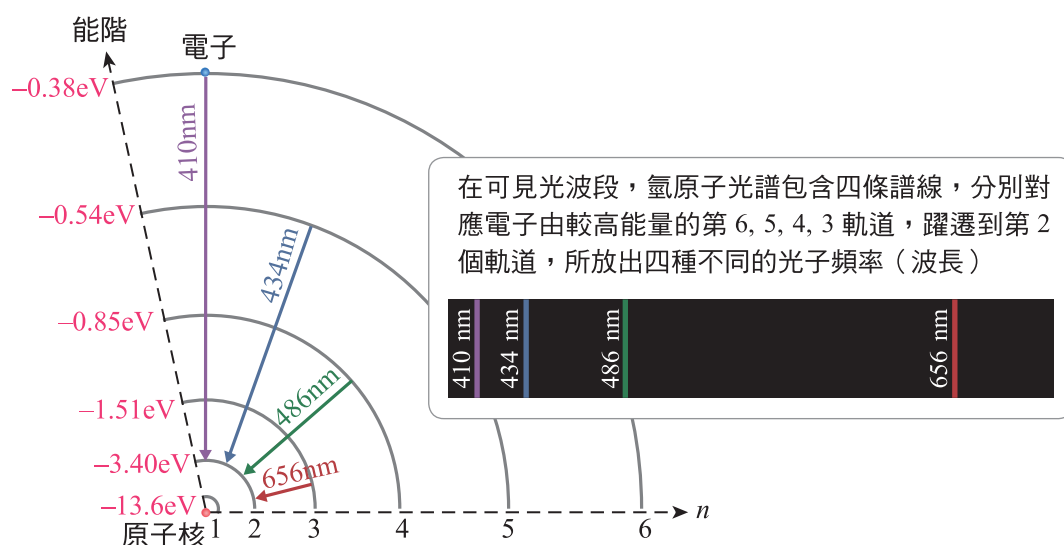 能階
電子
−0.38eV
410nm
−0.54eV
434nm
−0.85eV
486nm
−1.51eV
656nm
−3.40eV
−13.6eV
原子核
1
2
3
4
5
6
n
在可見光波段，氫原子光譜包含四條譜線，分別對
應電子由較高能量的第 6, 5, 4, 3 軌道，躍遷到第 2
個軌道，所放出四種不同的光子頻率（波長）
410 nm
434 nm
486 nm
656 nm